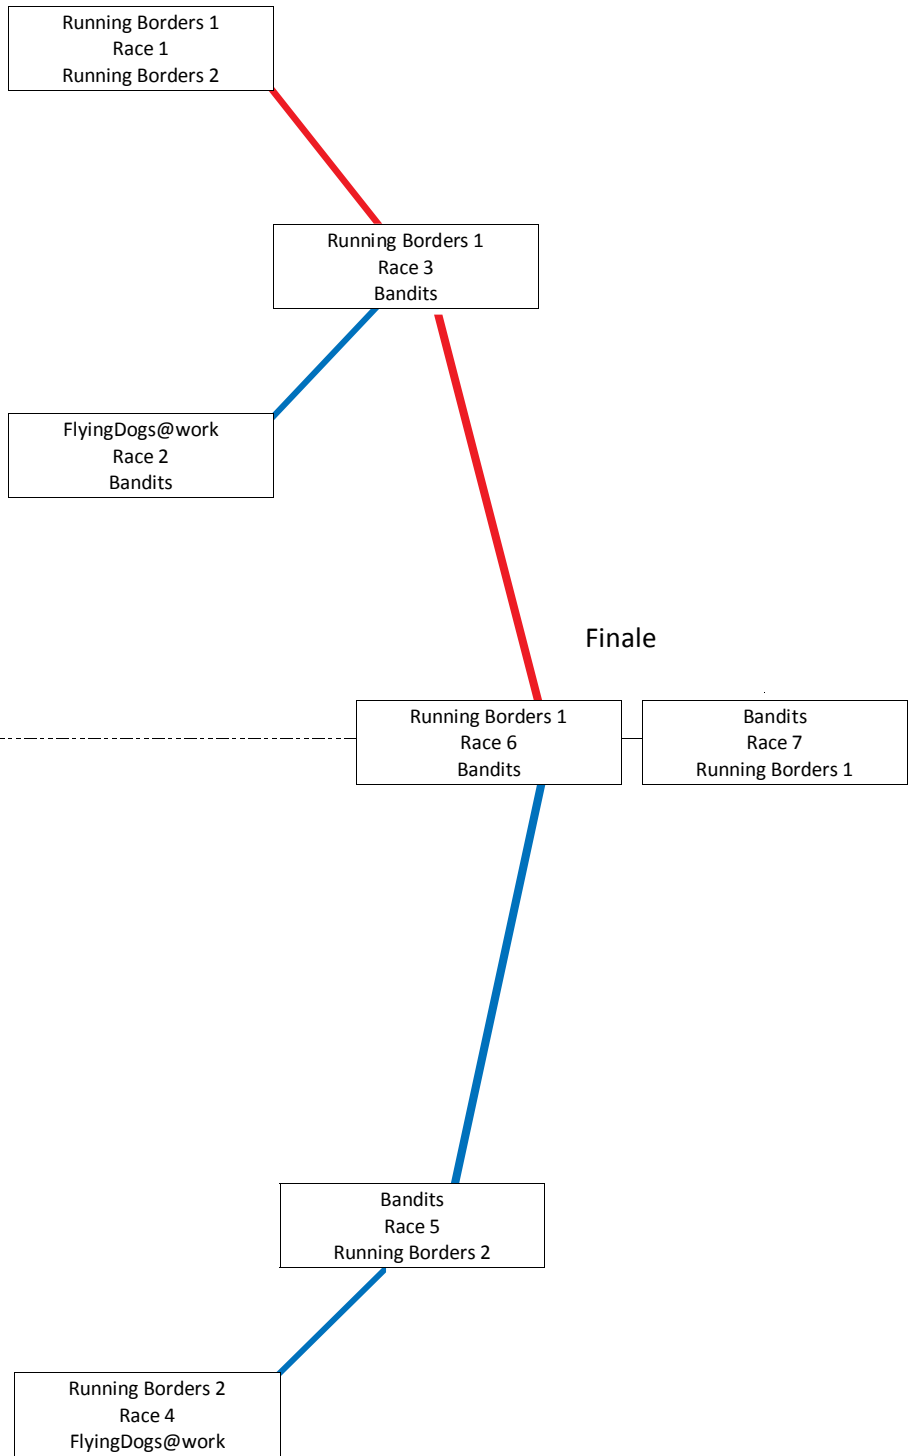 Running Borders 1
Race 1
Running Borders 2
Running Borders 1
Race 3
Bandits
FlyingDogs@work
Race 2
Bandits
Finale
Running Borders 1
Race 6
Bandits
Bandits
Race 7
Running Borders 1
Bandits
Race 5
Running Borders 2
Running Borders 2
Race 4
FlyingDogs@work